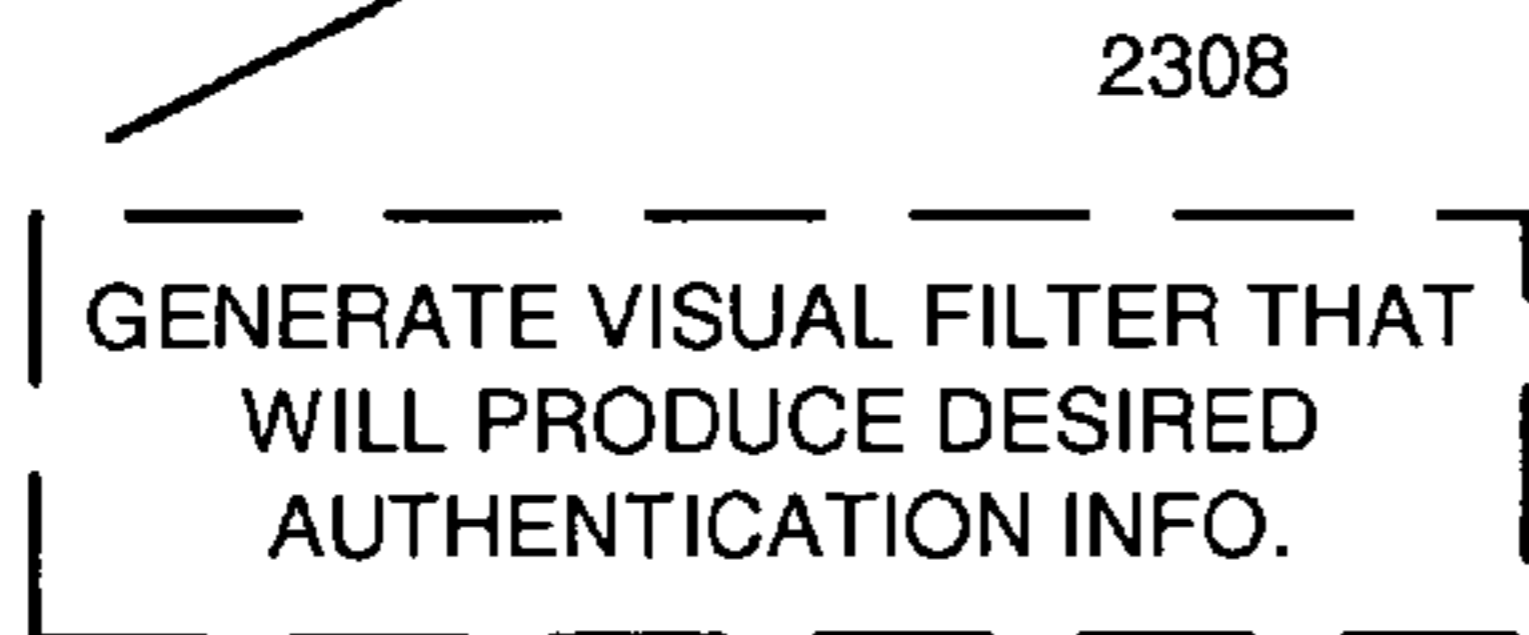 2308
GENERATE VISUAL FILTER THAT
WILL PRODUCE DESIRED
AUTHENTICATION INFO.